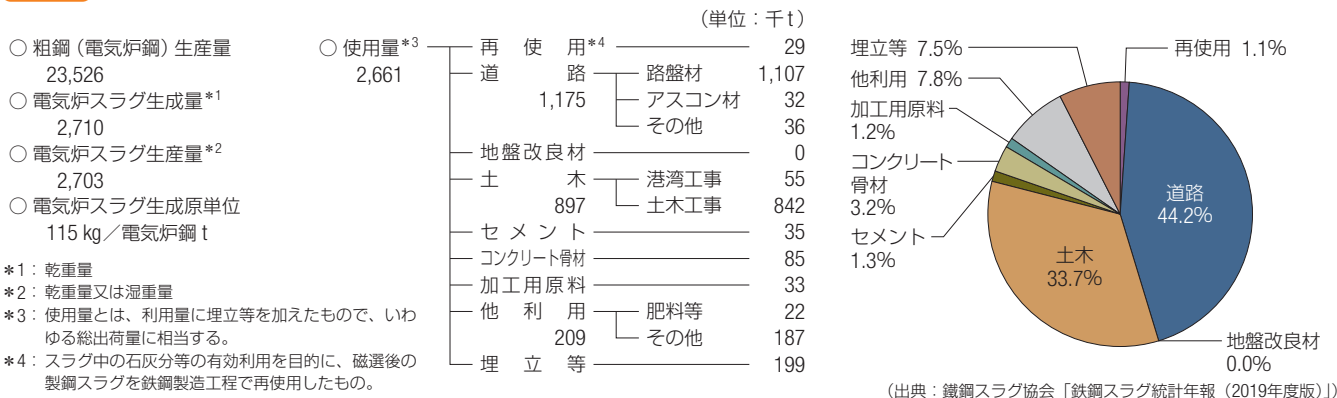 (単位：千t)
○ 粗鋼（電気炉鋼）生産量
23,526
○ 電気炉スラグ生成量*1
2,710
○ 電気炉スラグ生産量*2
2,703
○ 電気炉スラグ生成原単位
115 kg／電気炉鋼 t
*1：乾重量
*2：乾重量又は湿重量
*3：使用量とは、利用量に埋立等を加えたもので、いわ
ゆる総出荷量に相当する。
*4：スラグ中の石灰分等の有効利用を目的に、磁選後の
製鋼スラグを鉄鋼製造工程で再使用したもの。
○ 使用量*3
2,661
再使用*4 29
道路 路盤材 1,107
1,175 アスコン材 32
その他 36
地盤改良材 0
土木 港湾工事 55
897 土木工事 842
セメント 35
コンクリート骨材 85
加工用原料 33
他利用 肥料等 22
209 その他 187
埋立等 199
埋立等 7.5%
再使用 1.1%
他利用 7.8%
加工用原料
1.2%
コンクリート
骨材
3.2%
セメント
1.3%
道路
44.2%
土木
33.7%
地盤改良材
0.0%
（出典：鐵鋼スラグ協会「鉄鋼スラグ統計年報（2019年度版）」）